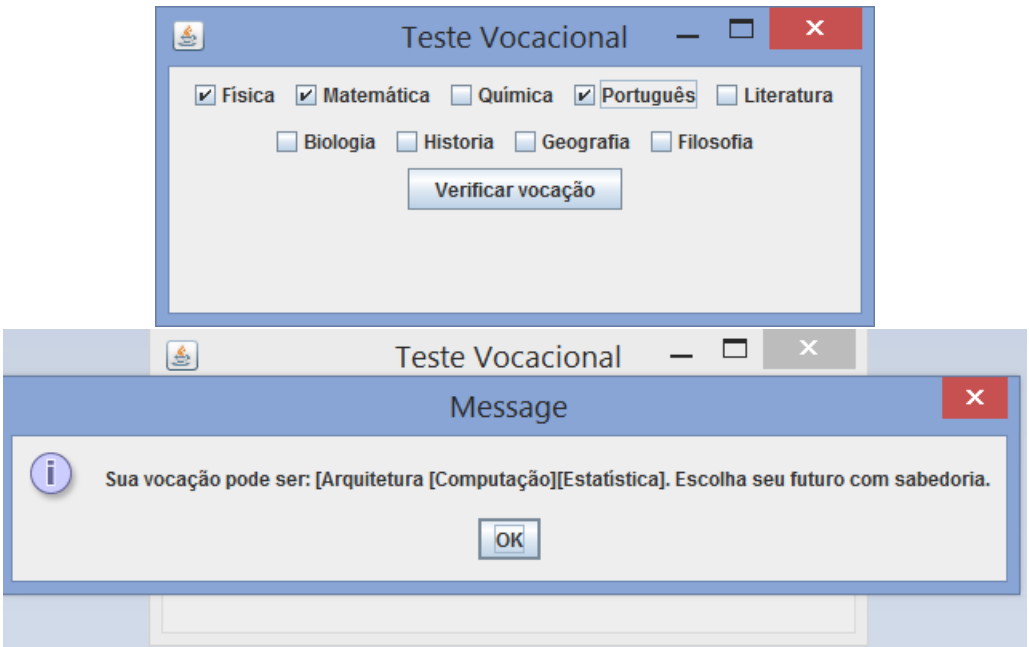 Teste Vocacional
Física Matemática Química Português Literatura
Biologia Historia Geografia Filosofia
Verificar vocação
Teste Vocacional
Message
Sua vocação pode ser: [Arquitetura [Computação][Estatística]. Escolha seu futuro com sabedoria.
OK